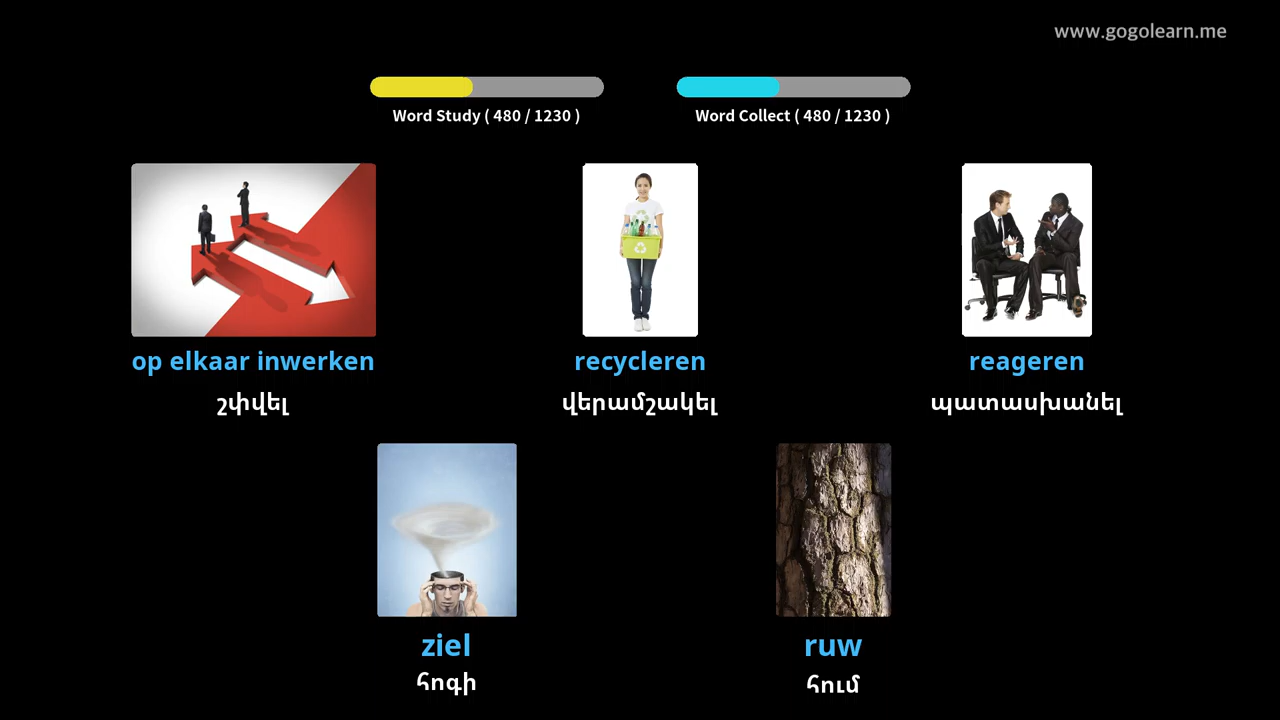 www.gogolearn.me
Word Study ( 480 / 1230 )
Word Collect ( 480 / 1230 )
op elkaar inwerken
recycleren
reageren
շփվել
վերամշակել
պատասխանել
ziel
ruw
հոգի
հում